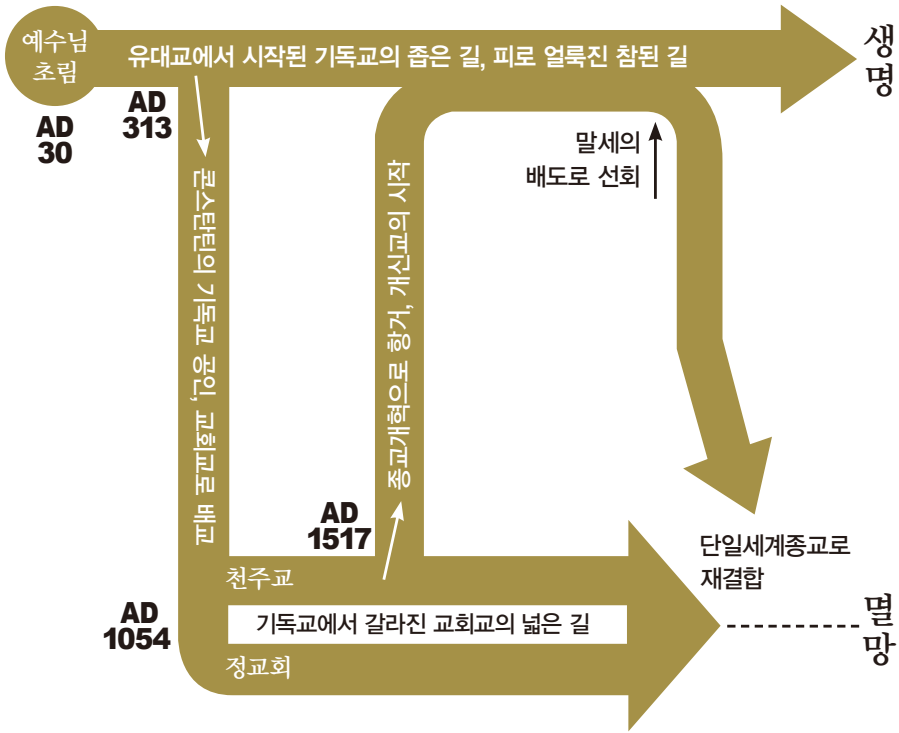 예수님
초림
AD
30
유대교에서 시작된 기독교의 좁은 길, 피로 얼룩진 참된 길
생명
AD
313
콘스탄틴의 기독교 공인, 교회교로 배교
종교개혁으로 항거, 개신교의 시작
말세의
배도로 선회
AD
1517
단일세계종교로
재결합
천주교
AD
1054
기독교에서 갈라진 교회교의 넓은 길
정교회
멸망